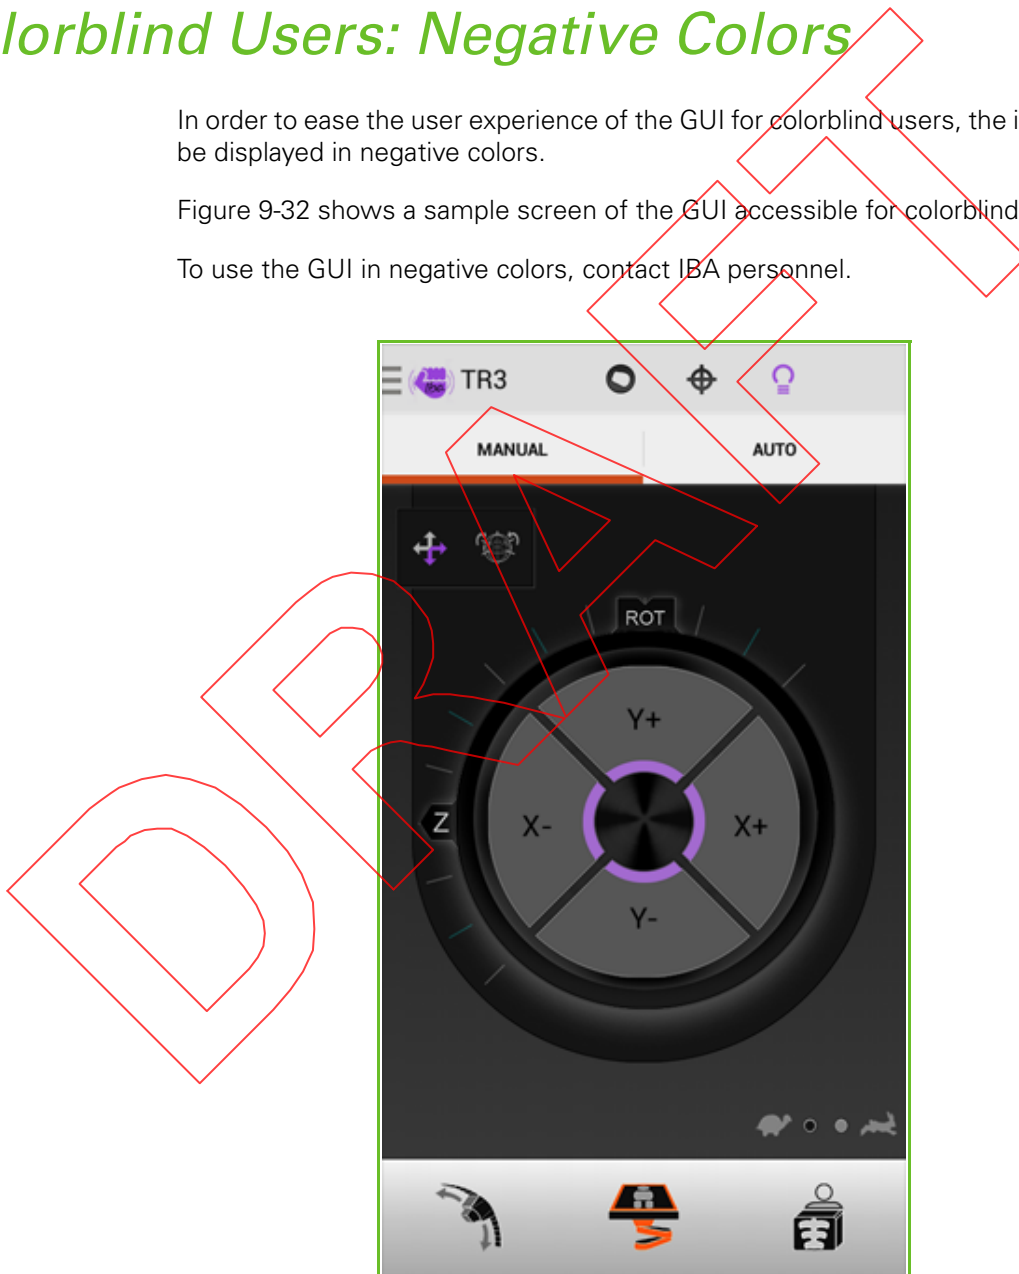 lorblind Users: Negative Colors
In order to ease the user experience of the GUI for colorblind users, the i
be displayed in negative colors.
Figure 9-32 shows a sample screen of the GUI accessible for colorblind
To use the GUI in negative colors, contact IBA personnel.
TR3
MANUAL AUTO
ROT
Y+
X- X+
Z
Y-
DRAFT